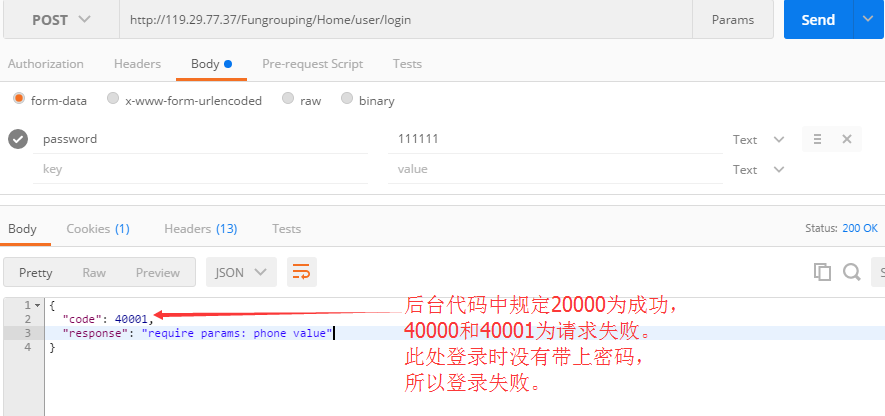 POST http://119.29.77.37/Fungrouping/Home/user/login Params Send
Authorization Headers Body Pre-request Script Tests
form-data x-www-form-urlencoded raw binary
password 111111 Text
key value Text
Body Cookies (1) Headers (13) Tests Status: 200 OK
Pretty Raw Preview JSON S
1 {
2 "code": 40001,
3 "response": "require params: phone value"
4 }
后台代码中规定20000为成功，
40000和40001为请求失败。
此处登录时没有带上密码，
所以登录失败。